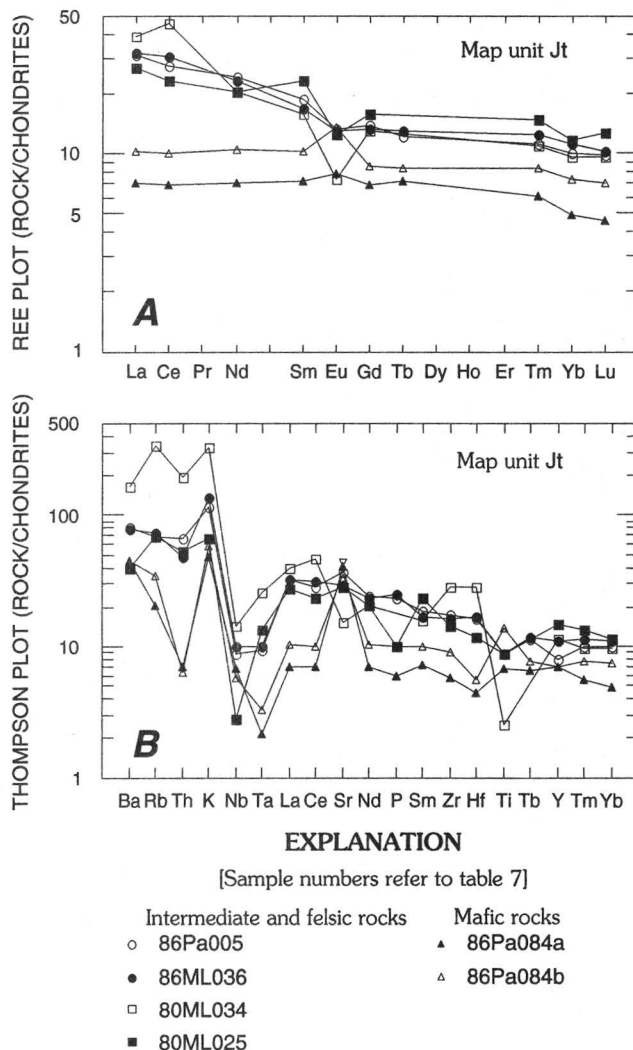 REE PLOT (ROCK/CHONDRITES)
50
10
5
1
Map unit Jt
A
La Ce Pr Nd Sm Eu Gd Tb Dy Ho Er Tm Yb Lu
THOMPSON PLOT (ROCK/CHONDRITES)
500
100
10
1
Map unit Jt
B
Ba Rb Th K Nb Ta La Ce Sr Nd P Sm Zr Hf Ti Tb Y Tm Yb
EXPLANATION
[Sample numbers refer to table 7]
Intermediate and felsic rocks
86Pa005
86ML036
80ML034
80ML025
Mafic rocks
86Pa084a
86Pa084b